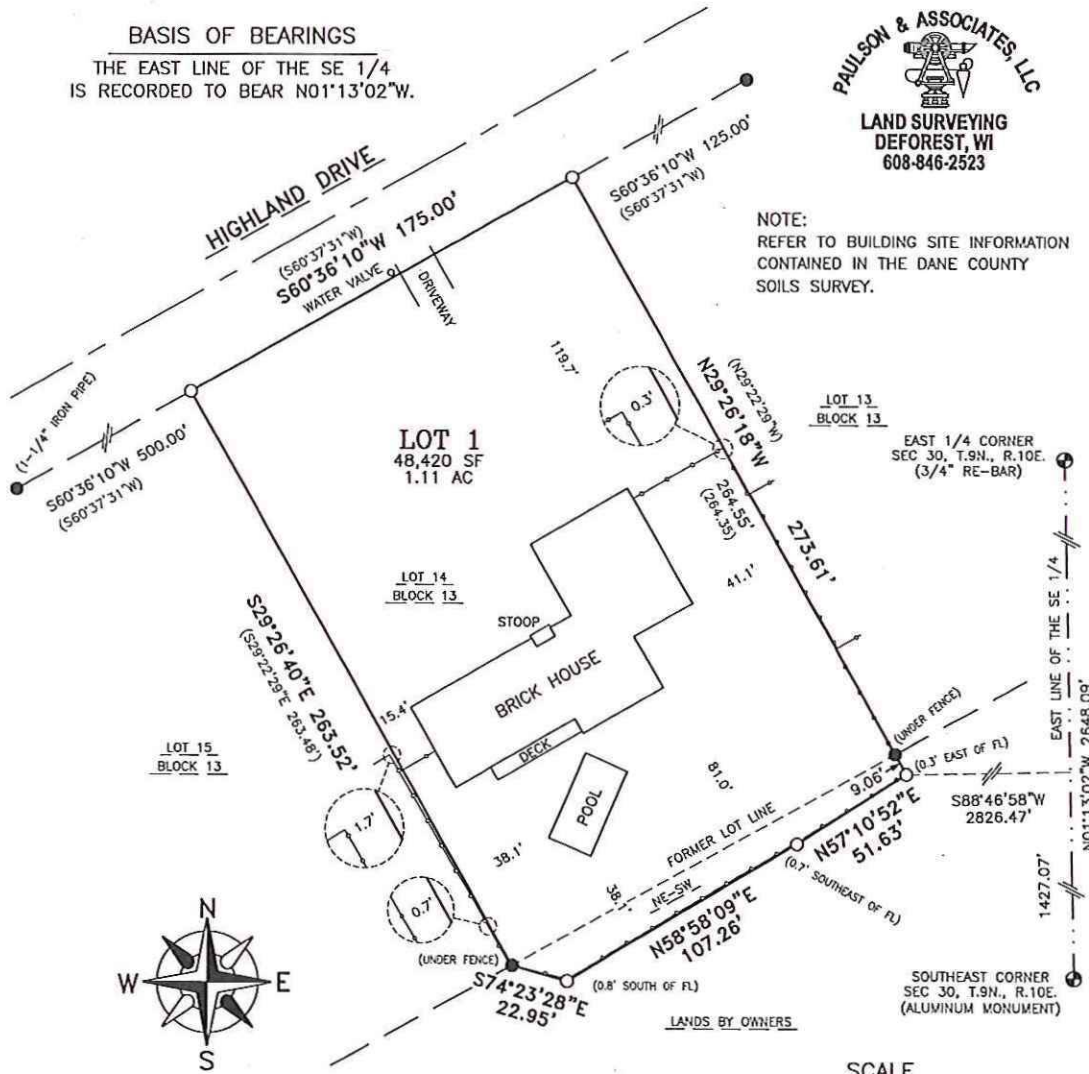 BASIS OF BEARINGS
THE EAST LINE OF THE SE 1/4
IS RECORDED TO BEAR N01°13'02"W.
PAULSON & ASSOCIATES, LLC
LAND SURVEYING
DEFOREST, WI
608-846-2523
NOTE:
REFER TO BUILDING SITE INFORMATION
CONTAINED IN THE DANE COUNTY
SOILS SURVEY.
HIGHLAND DRIVE
S60°36'10"W 125.00'
(S60°37'31"W)
(S60°37'31"W)
S60°36'10"W 175.00'
WATER VALVE
DRIVEWAY
(1-1/4" IRON PIPE)
S60°36'10"W 500.00'
(S60°37'31"W)
LOT 1
48,420 SF
1.11 AC
119.7'
0.3'
(N29°22'29"W)
N29°26'18"W
273.61'
264.55'
(264.35)
LOT 13
BLOCK 13
EAST 1/4 CORNER
SEC 30, T.9N., R.10E.
(3/4" RE-BAR)
LOT 14
BLOCK 13
STOOP
41.1'
BRICK HOUSE
DECK
POOL
S29°26'40"E 263.52'
(S29°22'29"E 263.48')
15.4'
LOT 15
BLOCK 13
1.7'
38.1'
0.7'
81.0'
FORMER LOT LINE
(UNDER FENCE)
9.06'
(0.3' EAST OF FL)
S88°46'58"W
2826.47'
EAST LINE OF THE SE 1/4
N01°13'02"W 2648.09'
1427.07'
N57°10'52"E
51.63'
(0.7' SOUTHEAST OF FL)
NE-SW
N58°58'09"E
107.26'
(UNDER FENCE)
S74°23'28"E
22.95'
(0.8' SOUTH OF FL)
LANDS BY OWNERS
SOUTHEAST CORNER
SEC 30, T.9N., R.10E.
(ALUMINUM MONUMENT)
N
W E
S
SCALE